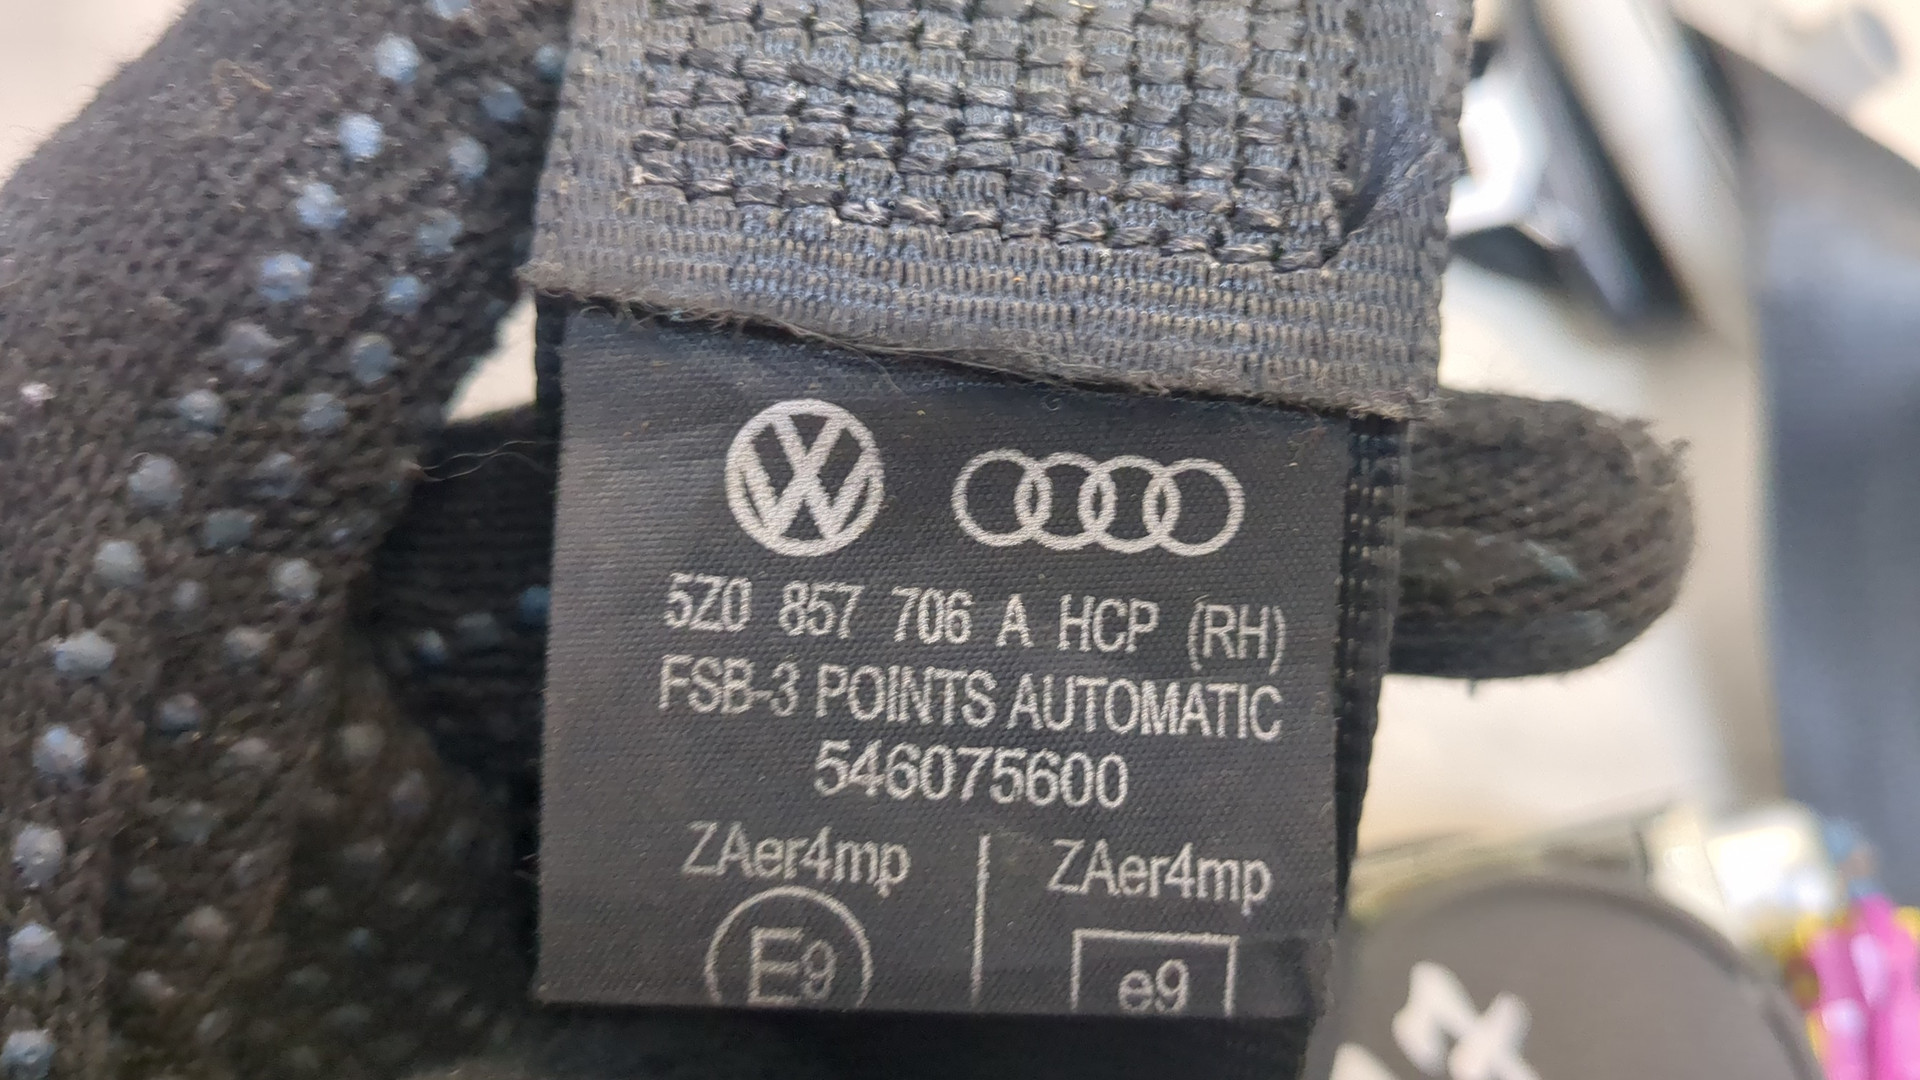 5Z0 857 706 A HCP (RH)
FSB-3 POINTS AUTOMATIC
546075600
ZAer4mp ZAer4mp
E9 e9